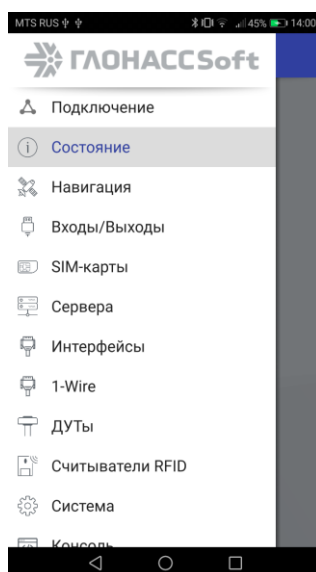 MTS RUS 45% 14:00
ГЛОНАССSoft
Подключение
Состояние
Навигация
Входы/Выходы
SIM-карты
Сервера
Интерфейсы
1-Wire
ДУТы
Считыватели RFID
Система
Консоль